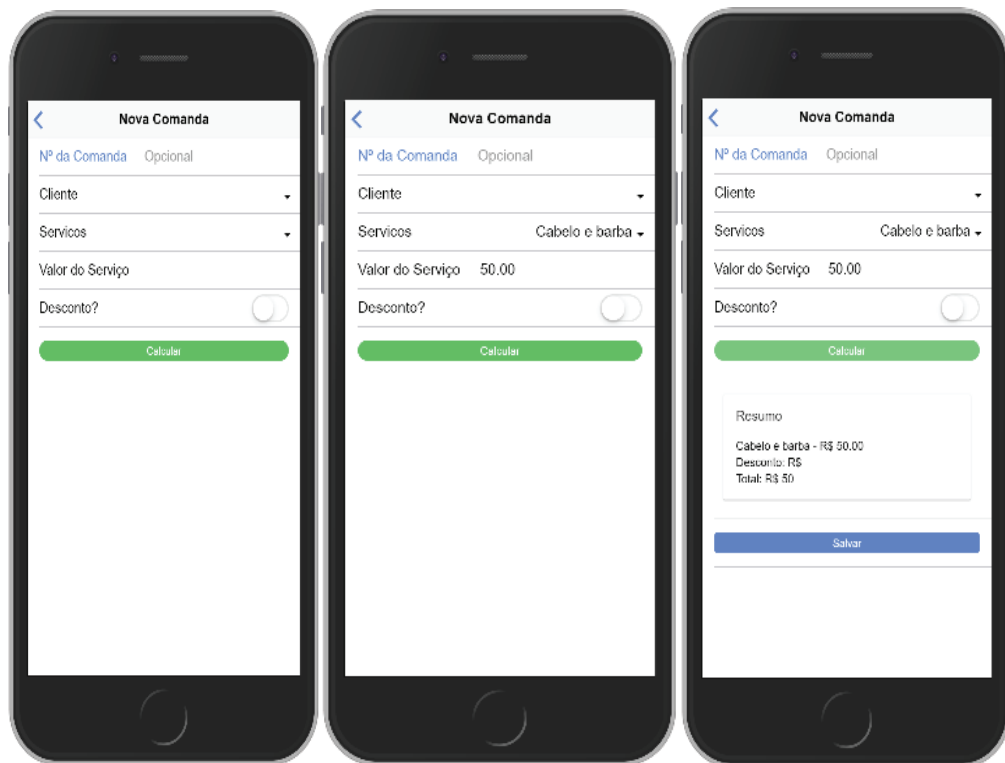 Nova Comanda
Nº da Comanda Opcional
Cliente
Servicos
Valor do Serviço
Desconto?
Calcular
Nova Comanda
Nº da Comanda Opcional
Cliente
Servicos Cabelo e barba
Valor do Serviço 50.00
Desconto?
Calcular
Nova Comanda
Nº da Comanda Opcional
Cliente
Servicos Cabelo e barba
Valor do Serviço 50.00
Desconto?
Calcular
Resumo
Cabelo e barba - R$ 50.00
Desconto: R$
Total: R$ 50
Salvar